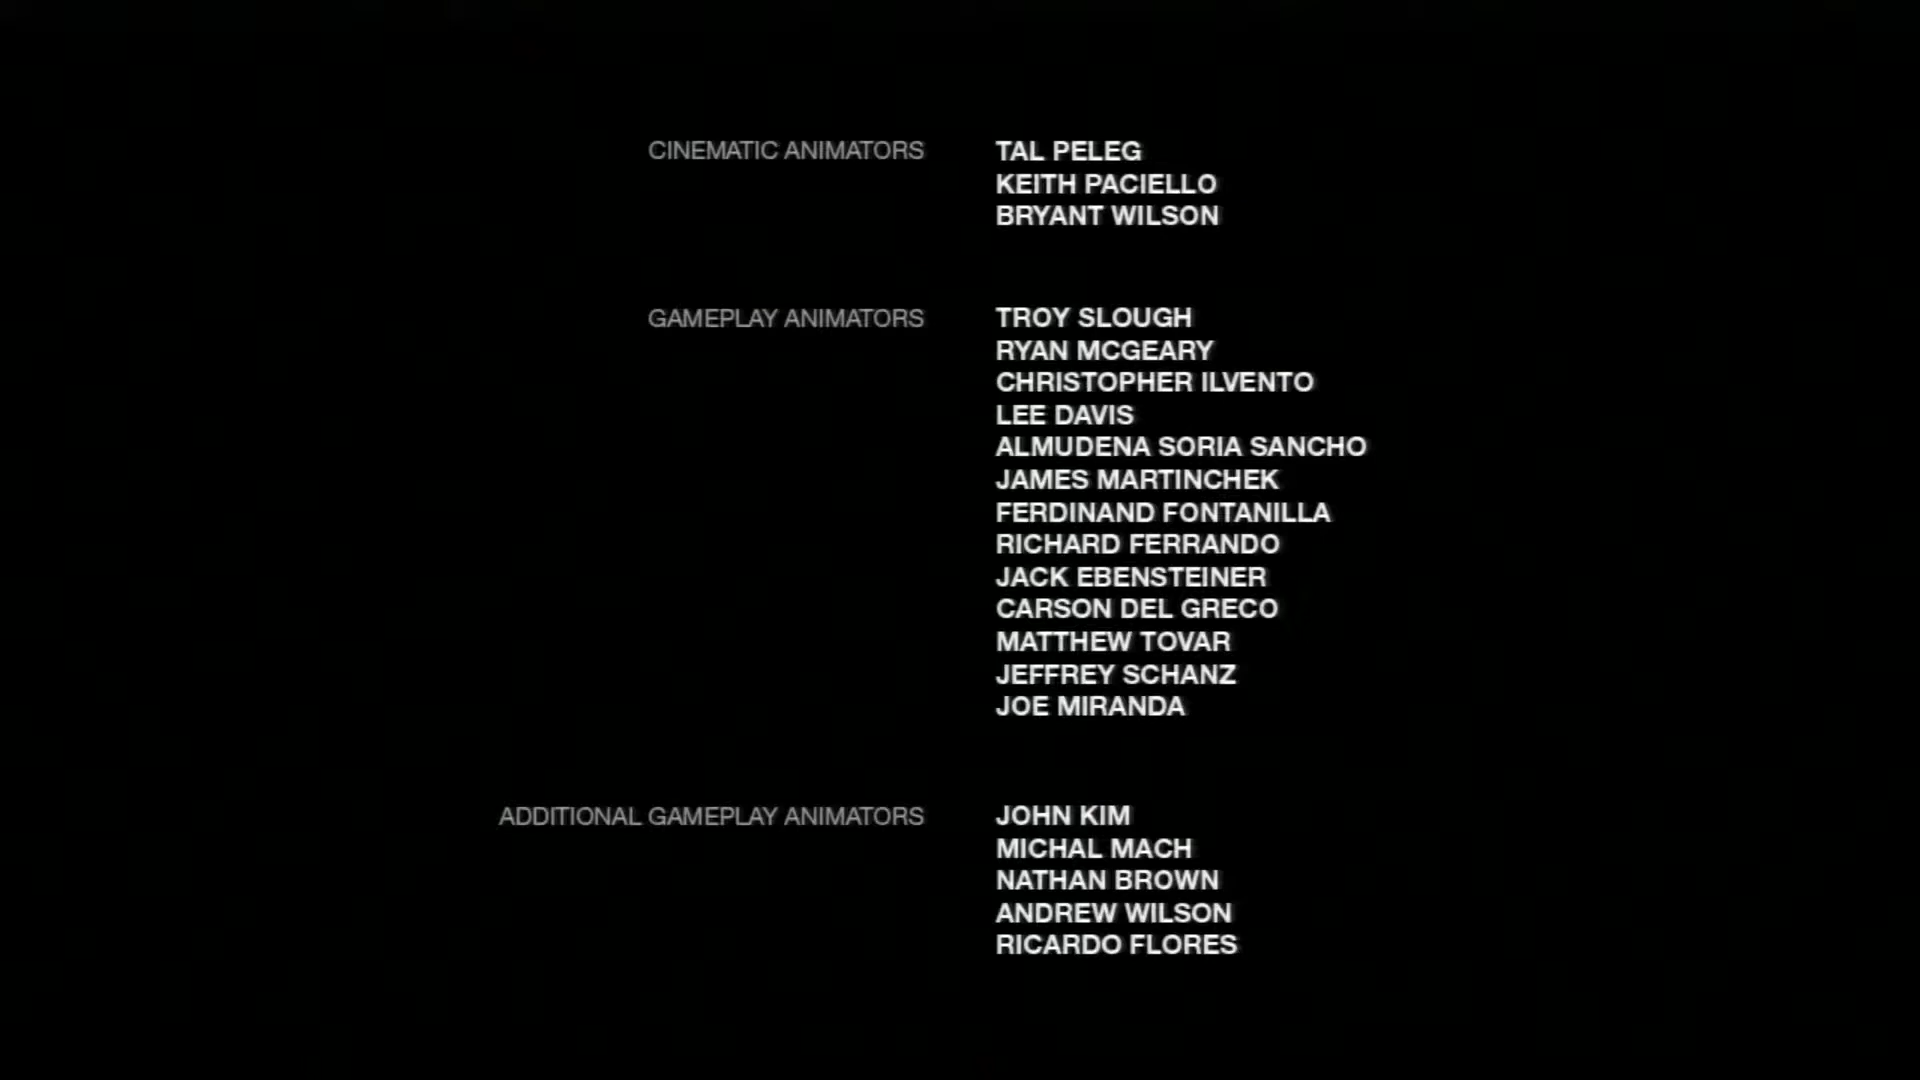 CINEMATIC ANIMATORS TAL PELEG
KEITH PACIELLO
BRYANT WILSON
GAMEPLAY ANIMATORS TROY SLOUGH
RYAN MCGEARY
CHRISTOPHER ILVENTO
LEE DAVIS
ALMUDENA SORIA SANCHO
JAMES MARTINCHEK
FERDINAND FONTANILLA
RICHARD FERRANDO
JACK EBENSTEINER
CARSON DEL GRECO
MATTHEW TOVAR
JEFFREY SCHANZ
JOE MIRANDA
ADDITIONAL GAMEPLAY ANIMATORS JOHN KIM
MICHAL MACH
NATHAN BROWN
ANDREW WILSON
RICARDO FLORES